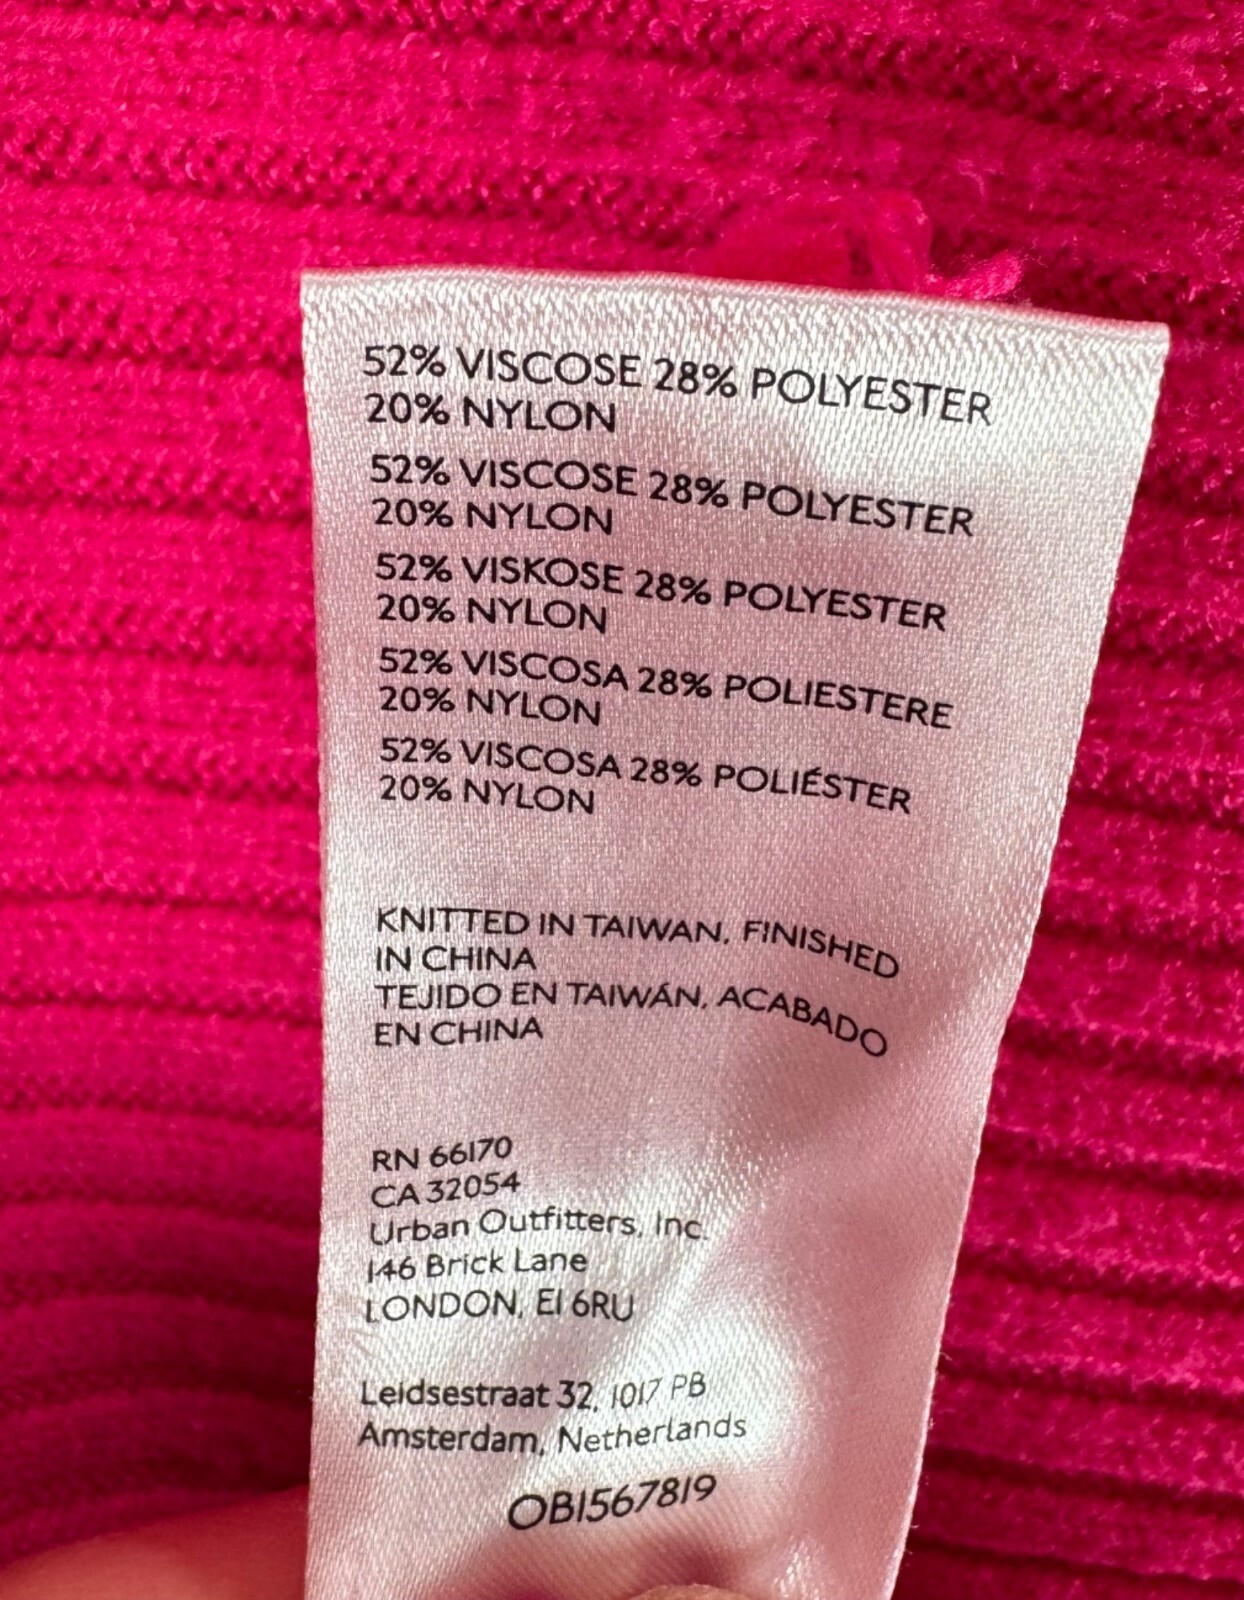 52% VISCOSE 28% POLYESTER
20% NYLON
52% VISCOSE 28% POLYESTER
20% NYLON
52% VISKOSE 28% POLYESTER
20% NYLON
52% VISCOSA 28% POLIESTERE
20% NYLON
52% VISCOSA 28% POLIÉSTER
20% NYLON
KNITTED IN TAIWAN, FINISHED
IN CHINA
TEJIDO EN TAIWÁN, ACABADO
EN CHINA
RN 66170
CA 32054
Urban Outfitters, Inc.
146 Brick Lane
LONDON, E1 6RU
Leidsestraat 32, 1017 PB
Amsterdam, Netherlands
OB1567819